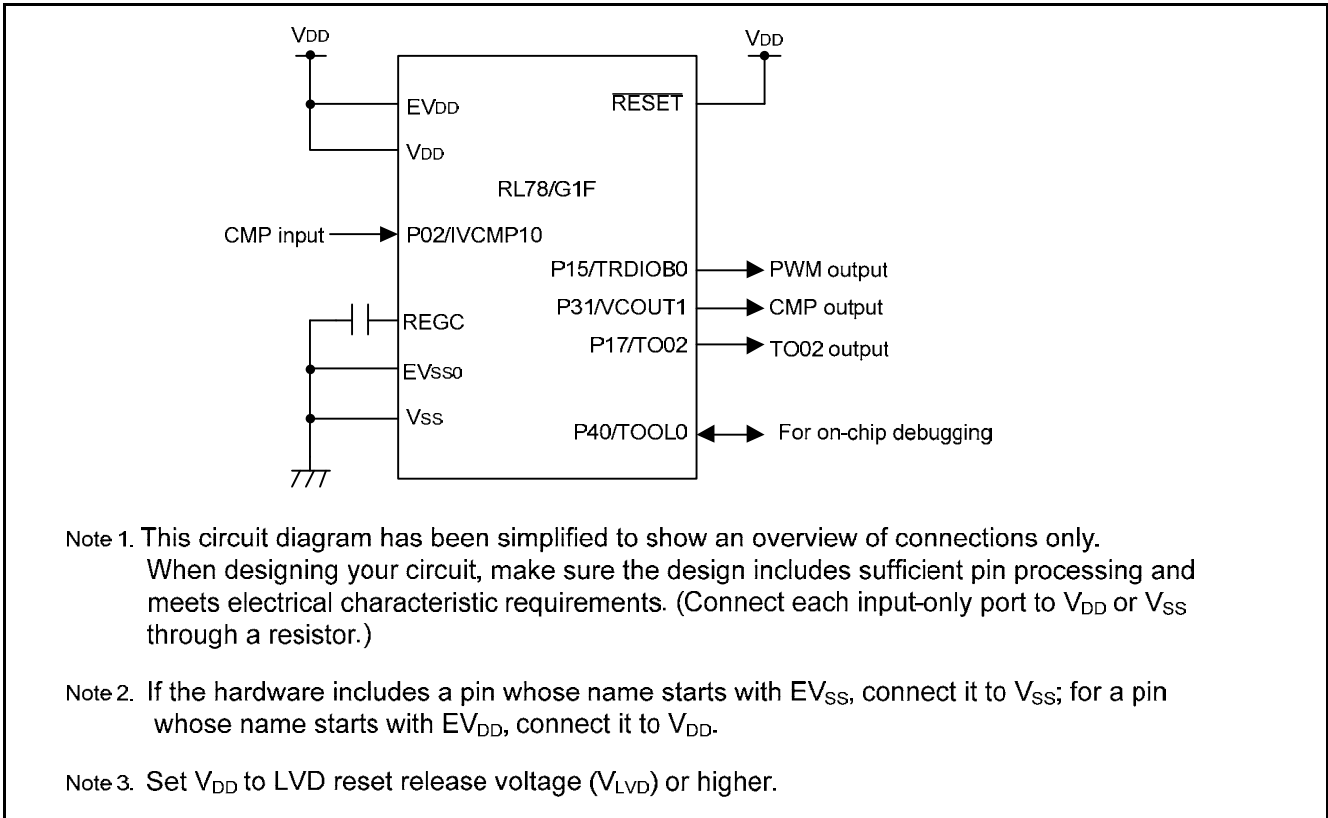 VDD
VDD
EVDD
RESET
VDD
RL78/G1F
CMP input
P02/IVCMP10
P15/TRDIOB0
PWM output
P31/VCOUT1
CMP output
REGC
P17/TO02
TO02 output
EVSS0
VSS
P40/TOOL0
For on-chip debugging
Note 1. This circuit diagram has been simplified to show an overview of connections only.
When designing your circuit, make sure the design includes sufficient pin processing and
meets electrical characteristic requirements. (Connect each input-only port to VDD or VSS
through a resistor.)
Note 2. If the hardware includes a pin whose name starts with EVSS, connect it to VSS; for a pin
whose name starts with EVDD, connect it to VDD.
Note 3. Set VDD to LVD reset release voltage (VLVD) or higher.